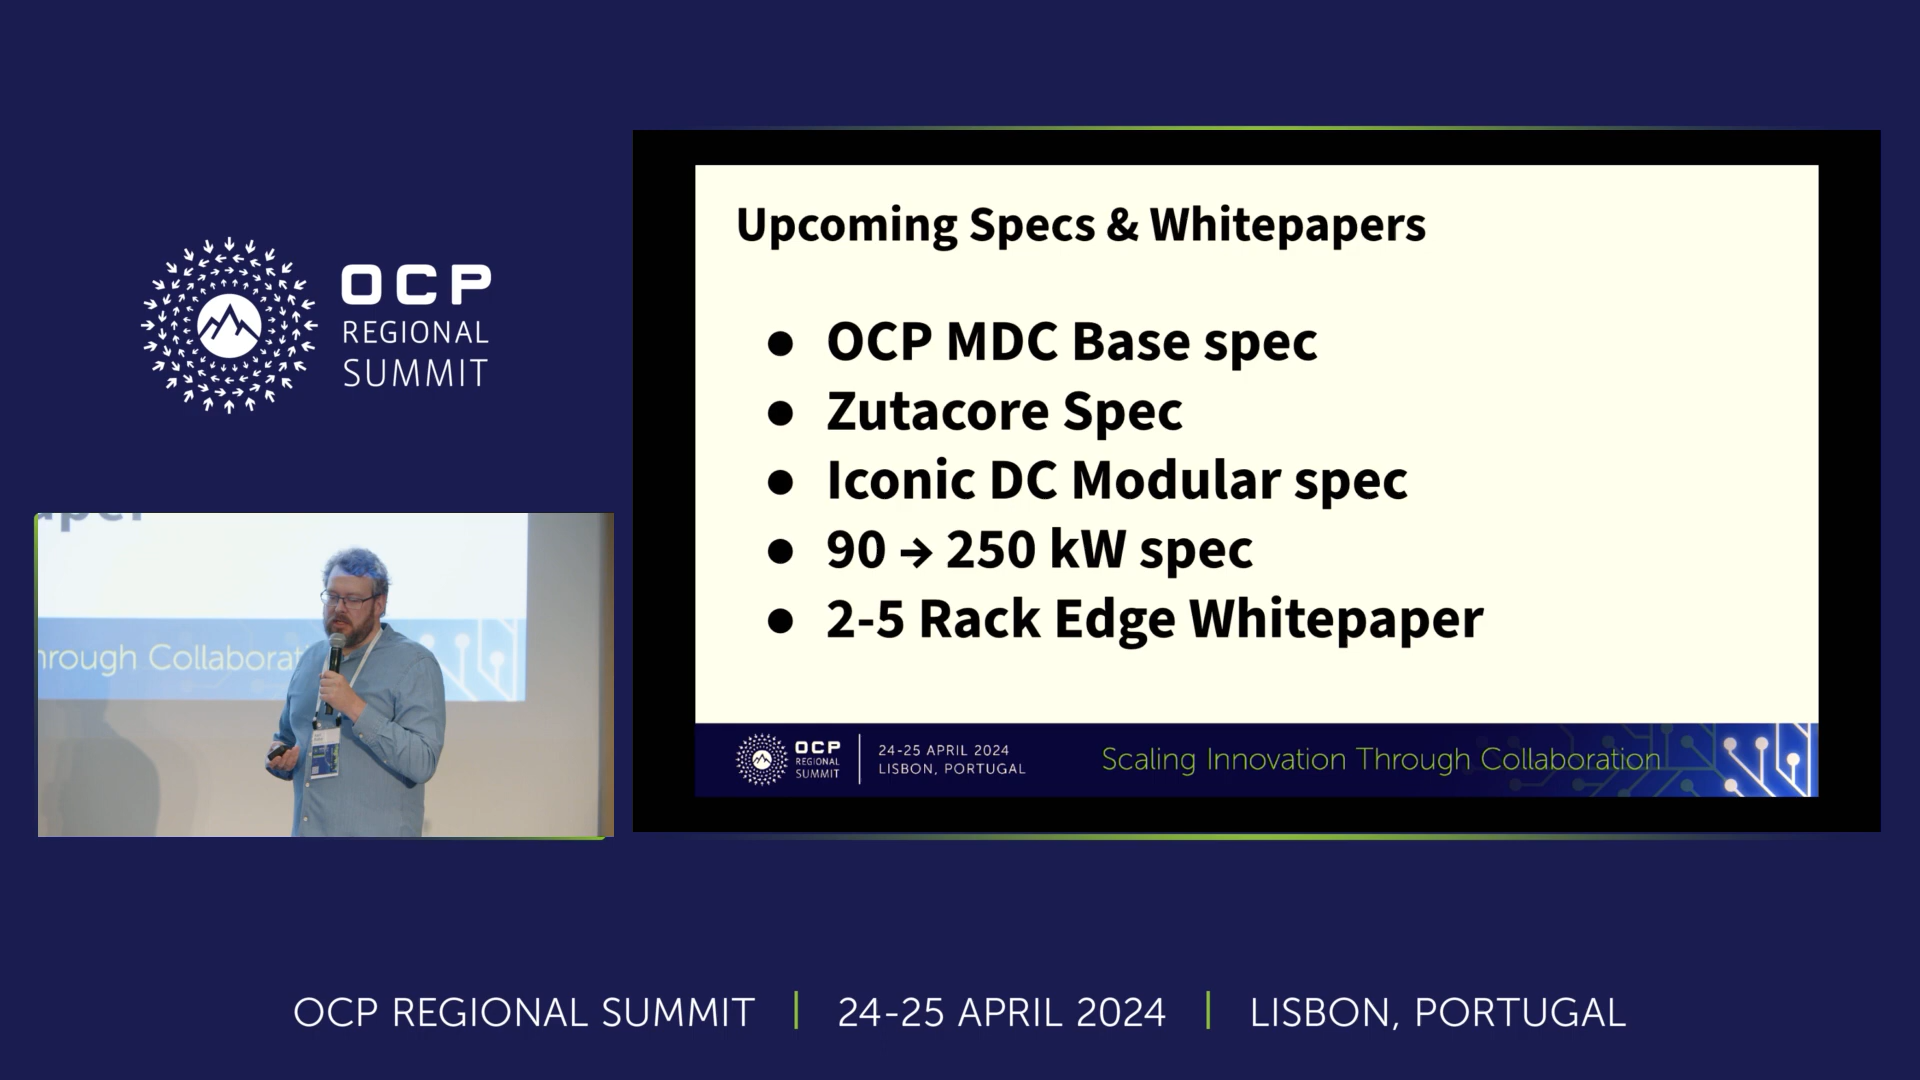 OCP
REGIONAL
SUMMIT
Upcoming Specs & Whitepapers
● OCP MDC Base spec
● Zutacore Spec
● Iconic DC Modular spec
● 90 → 250 kW spec
● 2-5 Rack Edge Whitepaper
OCP
REGIONAL
SUMMIT
24-25 APRIL 2024
LISBON, PORTUGAL
Scaling Innovation Through Collaboration
aper
hrough Collaborati
OCP REGIONAL SUMMIT | 24-25 APRIL 2024 | LISBON, PORTUGAL